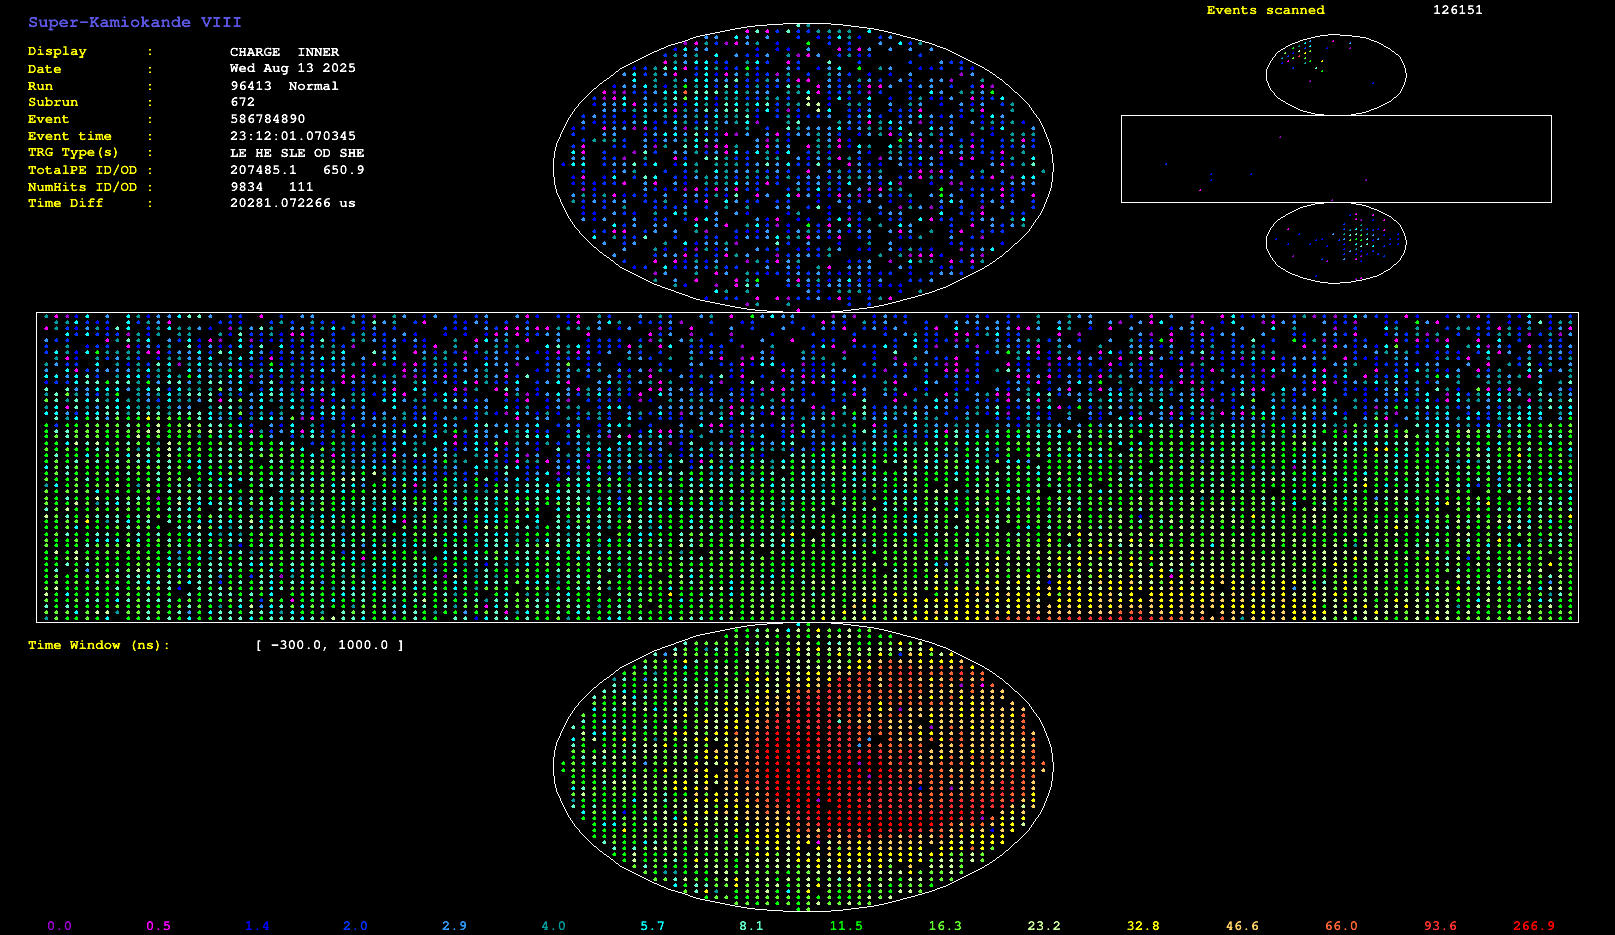 Super-Kamiokande VIII
Events scanned 126151
Display : CHARGE INNER
Date : Wed Aug 13 2025
Run : 96413 Normal
Subrun : 672
Event : 586784890
Event time : 23:12:01.070345
TRG Type(s) : LE HE SLE OD SHE
TotalPE ID/OD : 207485.1 650.9
NumHits ID/OD : 9834 111
Time Diff : 20281.072266 us
Time Window (ns): [ -300.0, 1000.0 ]
0.0 0.5 1.4 2.0 2.9 4.0 5.7 8.1 11.5 16.3 23.2 32.8 46.6 66.0 93.6 266.9